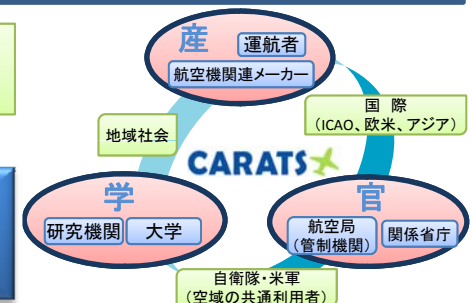 産
運航者
航空機関連メーカー
国 際
(ICAO、欧米、アジア)
地域社会
CARATS
学
研究機関
大学
官
航空局
(管制機関)
関係省庁
自衛隊・米軍
(空域の共通利用者)